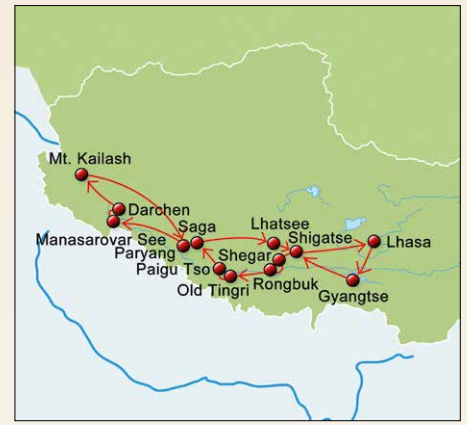 Mt. Kailash
Darchen
Manasarovar See
Saga
Paryang
Lhatsee
Shigatse
Lhasa
Paigu Tso
Shegar
Old Tingri
Rongbuk
Gyangtse